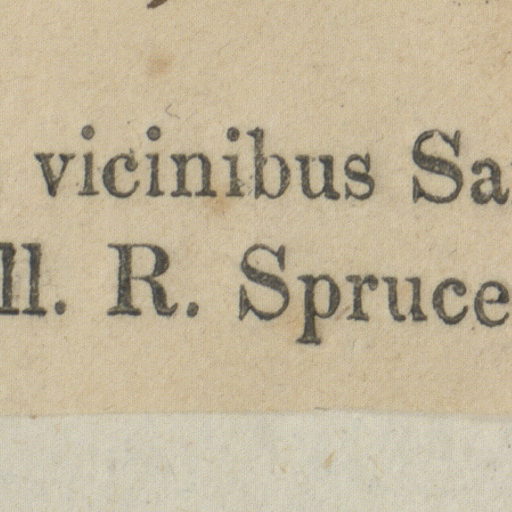 vicinibus Sa
ll. R. Spruce